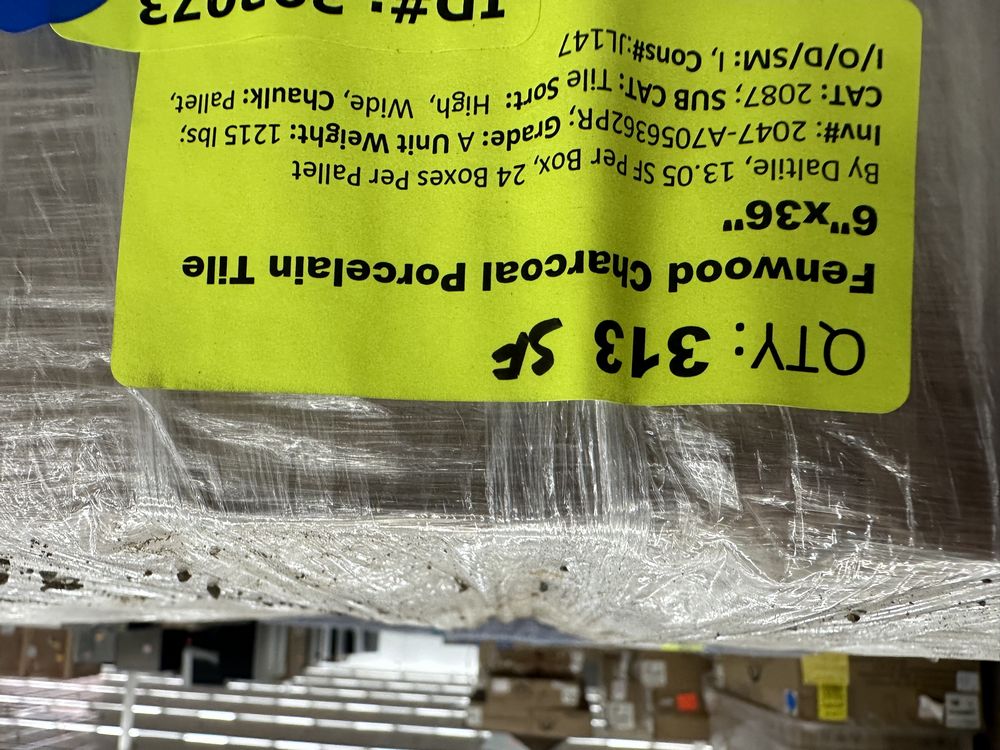 QTY: 313 SF
Fenwood Charcoal Porcelain Tile
6"x36"
By Daltile, 13.05 SF Per Box, 24 Boxes Per Pallet
Inv#: 2047-A7056362PR; Grade: A Unit Weight: 1215 lbs;
CAT: 2087; SUB CAT: Tile Sort: High, Wide, Chaulk: Pallet,
I/O/D/SM: I, Cons#:JL147
ID#: